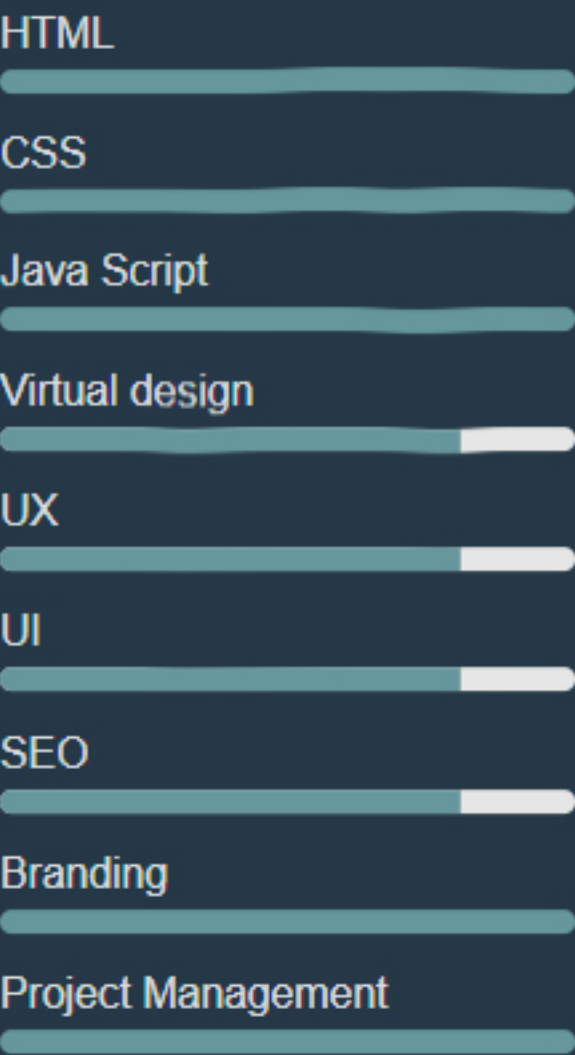 HTML
CSS
Java Script
Virtual design
UX
UI
SEO
Branding
Project Management